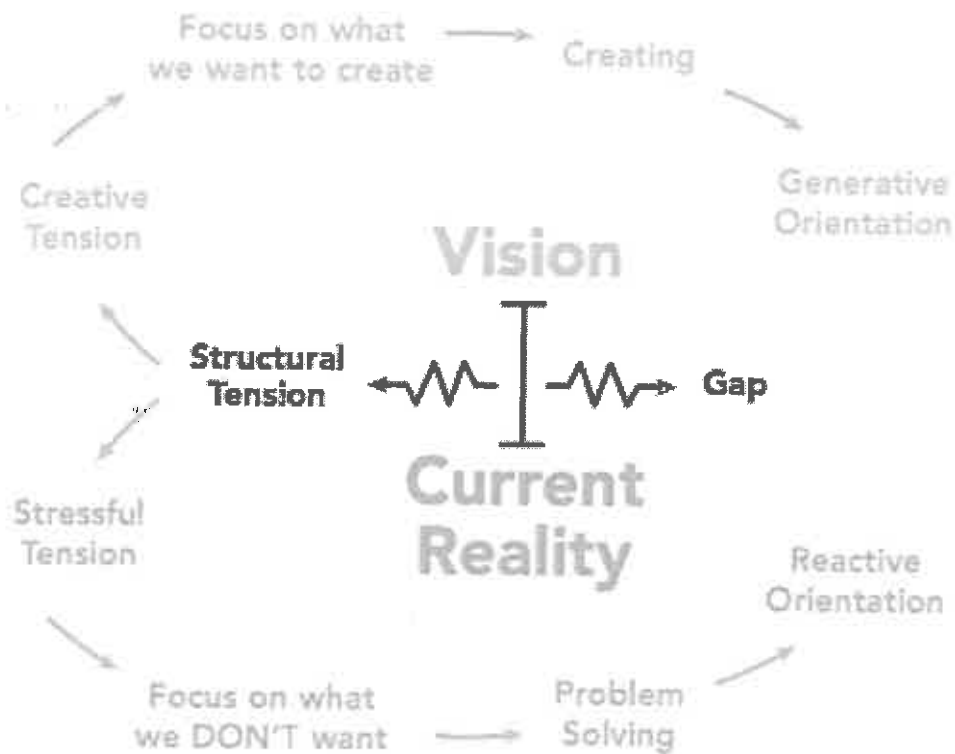 Focus on what
we want to create
Creating
Creative
Tension
Generative
Orientation
Vision
Structural
Tension
Gap
Current
Reality
Stressful
Tension
Reactive
Orientation
Focus on what
we DON'T want
Problem
Solving